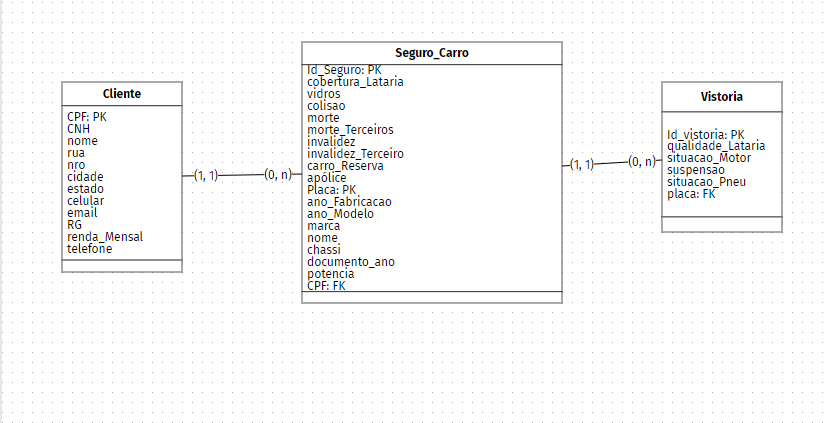 Cliente
CPF: PK
CNH
nome
rua
nro
cidade
estado
celular
email
RG
renda_Mensal
telefone
(1, 1)
(0, n)
Seguro_Carro
Id_Seguro: PK
cobertura_Lataria
vidros
colisao
morte
morte_Terceiros
invalidez
invalidez_Terceiro
carro_Reserva
apólice
Placa: PK
ano_Fabricacao
ano_Modelo
marca
nome
chassi
documento_ano
potencia
CPF: FK
(1, 1)
(0, n)
Vistoria
Id_vistoria: PK
qualidade_Lataria
situacao_Motor
suspensao
situacao_Pneu
placa: FK